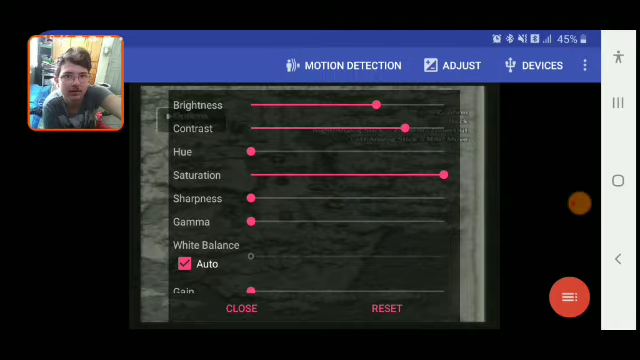 45%
MOTION DETECTION ADJUST DEVICES
Brightness
Contrast
Hue
Saturation
Sharpness
Gamma
White Balance
Auto
Gain
CLOSE RESET